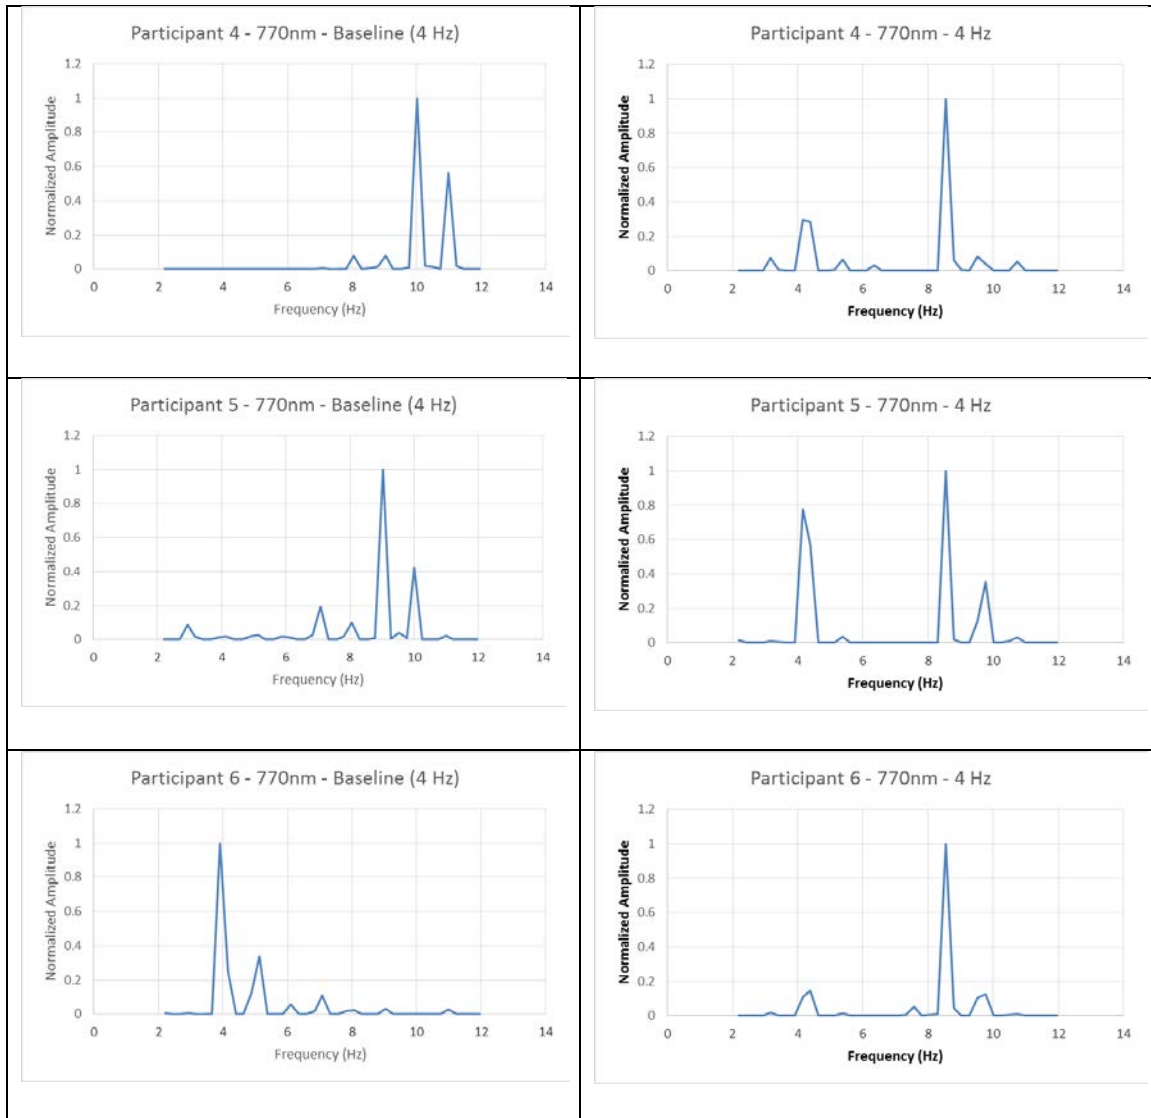 Participant 4 - 770nm - Baseline (4 Hz)
Normalized Amplitude
1.2
1
0.8
0.6
0.4
0.2
0
0 2 4 6 8 10 12 14
Frequency (Hz)
Participant 4 - 770nm - 4 Hz
Normalized Amplitude
1.2
1
0.8
0.6
0.4
0.2
0
0 2 4 6 8 10 12 14
Frequency (Hz)
Participant 5 - 770nm - Baseline (4 Hz)
Normalized Amplitude
1.2
1
0.8
0.6
0.4
0.2
0
0 2 4 6 8 10 12 14
Frequency (Hz)
Participant 5 - 770nm - 4 Hz
Normalized Amplitude
1.2
1
0.8
0.6
0.4
0.2
0
0 2 4 6 8 10 12 14
Frequency (Hz)
Participant 6 - 770nm - Baseline (4 Hz)
Normalized Amplitude
1.2
1
0.8
0.6
0.4
0.2
0
0 2 4 6 8 10 12 14
Frequency (Hz)
Participant 6 - 770nm - 4 Hz
Normalized Amplitude
1.2
1
0.8
0.6
0.4
0.2
0
0 2 4 6 8 10 12 14
Frequency (Hz)